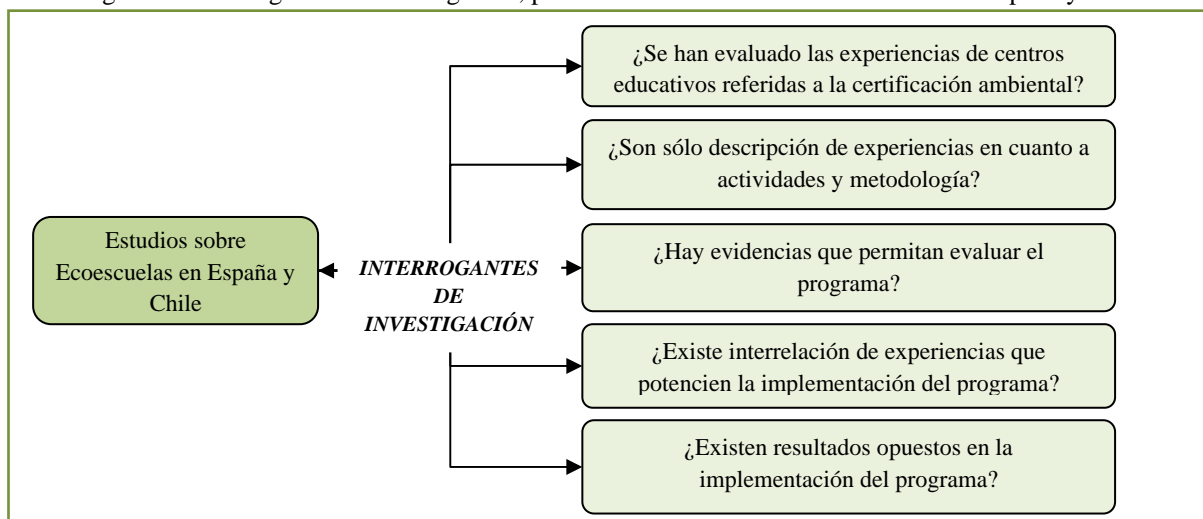 ¿Se han evaluado las experiencias de centros
educativos referidas a la certificación ambiental?
¿Son sólo descripción de experiencias en cuanto a
actividades y metodología?
Estudios sobre
Ecoescuelas en España y
Chile
INTERROGANTES
DE
INVESTIGACIÓN
¿Hay evidencias que permitan evaluar el
programa?
¿Existe interrelación de experiencias que
potencien la implementación del programa?
¿Existen resultados opuestos en la
implementación del programa?